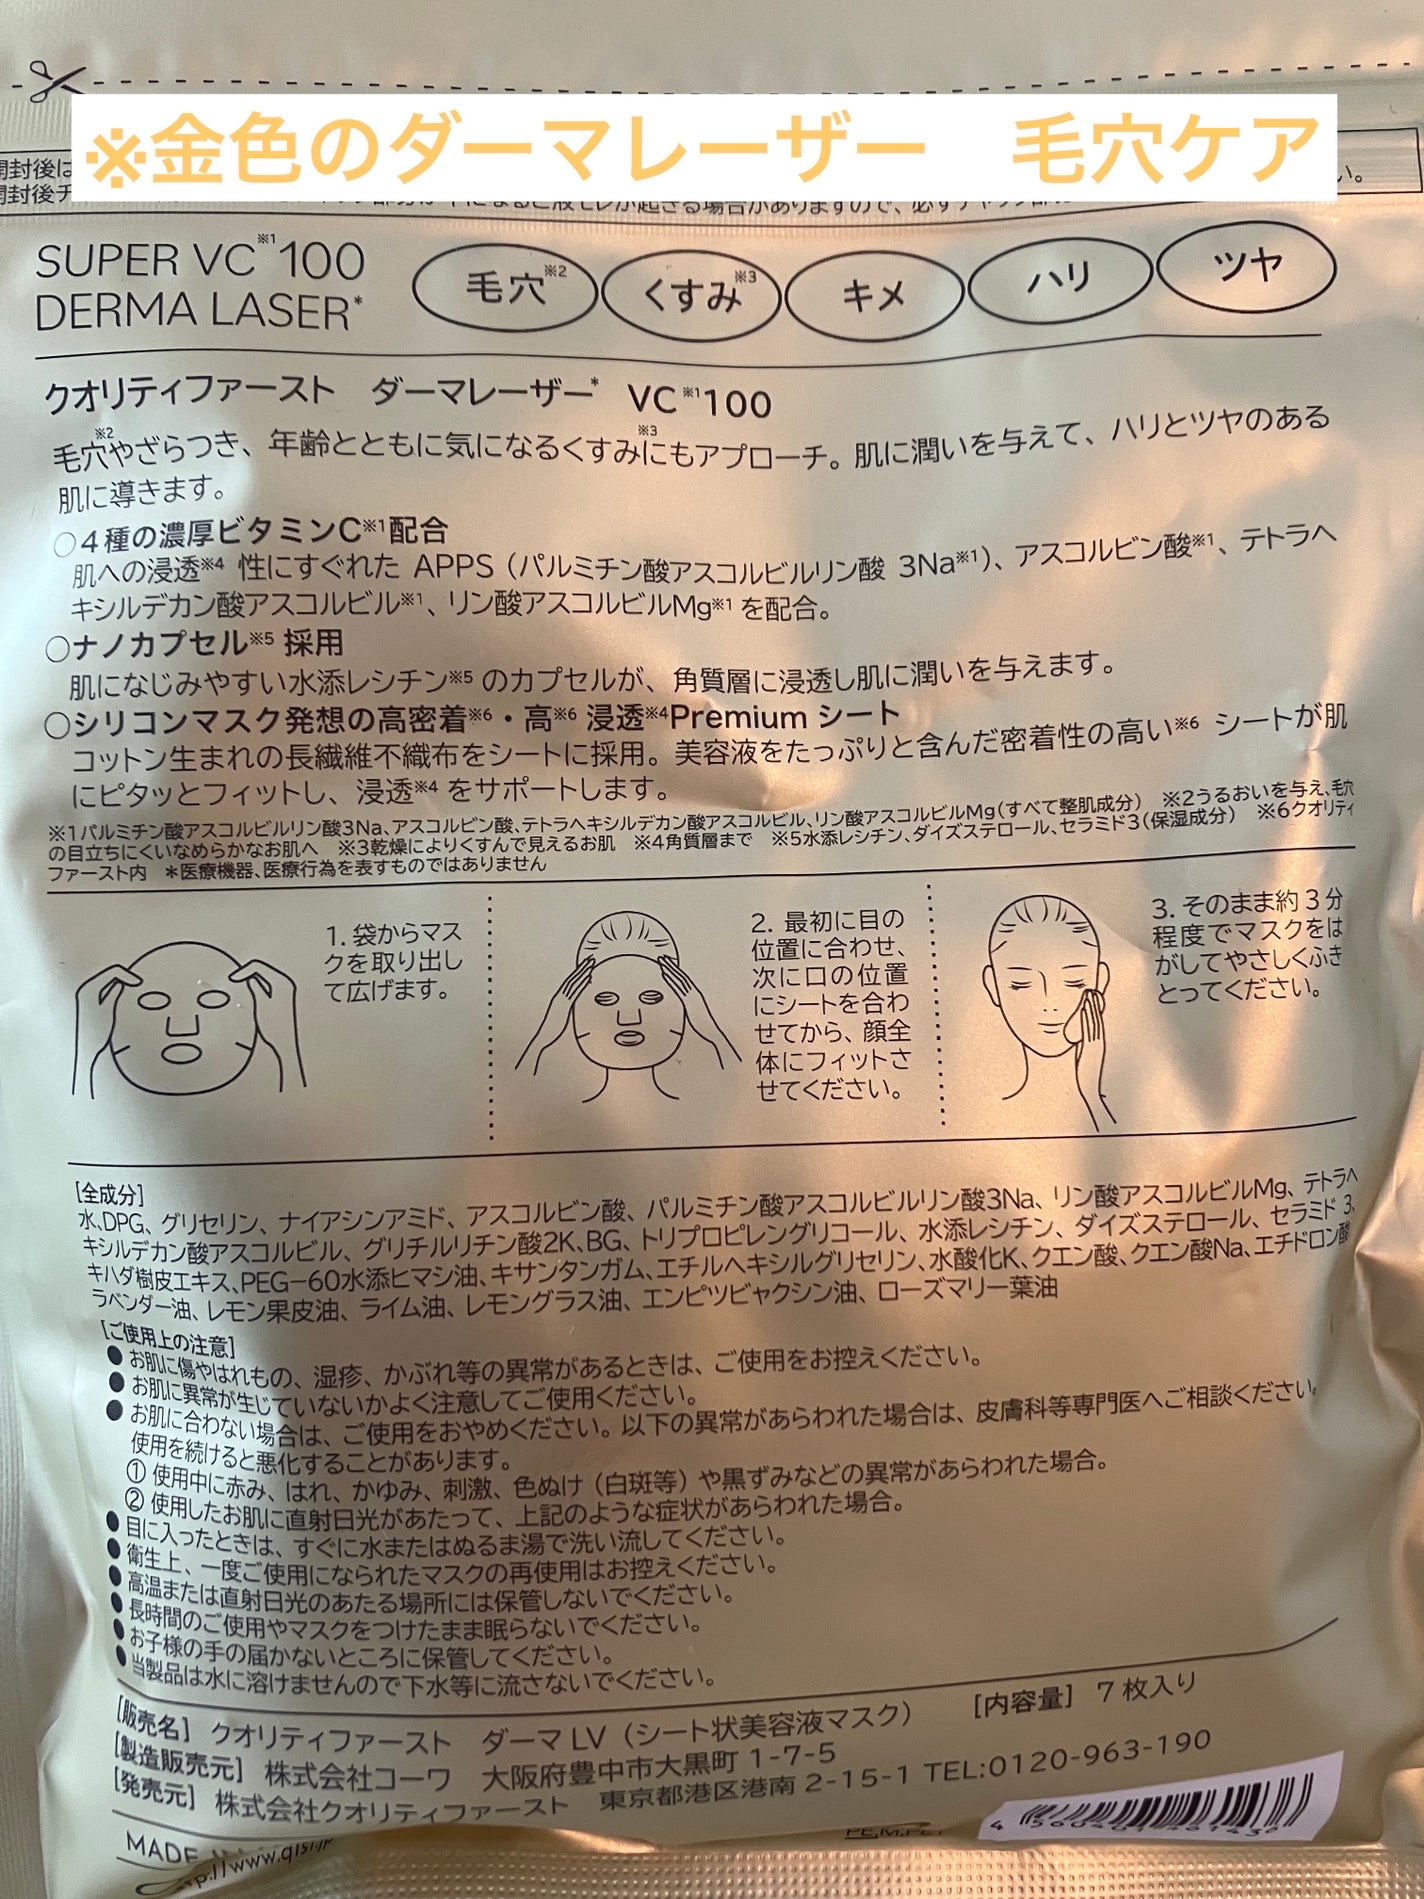 ※金色のダーマレーザー 毛穴ケア
開封後は
い。
開封後チ
SUPER VC※1 100
DERMA LASER*
毛穴※2
くすみ※3
キメ
ハリ
ツヤ
クオリティファースト ダーマレーザー* VC※1 100
毛穴※2やざらつき、年齢とともに気になるくすみ※3にもアプローチ。肌に潤いを与えて、ハリとツヤのある
肌に導きます。
○4種の濃厚ビタミンC※1配合
肌への浸透※4 性にすぐれた APPS(パルミチン酸アスコルビルリン酸 3Na※1)、アスコルビン酸※1、テトラヘ
キシルデカン酸アスコルビル※1、リン酸アスコルビルMg※1 を配合。
○ナノカプセル※5 採用
肌になじみやすい水添レシチン※5 のカプセルが、角質層に浸透し肌に潤いを与えます。
○シリコンマスク発想の高密着※6・高※6 浸透※4Premium シート
コットン生まれの長繊維不織布をシートに採用。美容液をたっぷりと含んだ密着性の高い※6 シートが肌
にピタッとフィットし、浸透※4 をサポートします。
※1パルミチン酸アスコルビルリン酸3Na、アスコルビン酸、テトラヘキシルデカン酸アスコルビル、リン酸アスコルビルMg(すべて整肌成分) ※2うるおいを与え、毛穴
の目立ちにくいなめらかなお肌へ ※3乾燥によりくすんで見えるお肌 ※4角質層まで ※5水添レシチン、ダイズステロール、セラミド3(保湿成分) ※6クオリティ
ファースト内 *医療機器、医療行為を表すものではありません
1. 袋からマス
クを取り出し
て広げます。
2. 最初に目の
位置に合わせ、
次に口の位置
にシートを合わ
せてから、顔全
体にフィットさ
せてください。
3. そのまま約3分
程度でマスクをは
がしてやさしくふき
とってください。
[全成分]
水、DPG、グリセリン、ナイアシンアミド、アスコルビン酸、パルミチン酸アスコルビルリン酸3Na、リン酸アスコルビルMg、テトラヘ
キシルデカン酸アスコルビル、グリチルリチン酸2K、BG、トリプロピレングリコール、水添レシチン、ダイズステロール、セラミド3、
キハダ樹皮エキス、PEG-60水添ヒマシ油、キサンタンガム、エチルヘキシルグリセリン、水酸化K、クエン酸、クエン酸Na、エチドロン酸、
ラベンダー油、レモン果皮油、ライム油、レモングラス油、エンピツビャクシン油、ローズマリー葉油
[ご使用上の注意]
●お肌に傷やはれもの、湿疹、かぶれ等の異常があるときは、ご使用をお控えください。
●お肌に異常が生じていないかよく注意してご使用ください。
●お肌に合わない場合は、ご使用をおやめください。以下の異常があらわれた場合は、皮膚科等専門医へご相談ください。
使用を続けると悪化することがあります。
① 使用中に赤み、はれ、かゆみ、刺激、色ぬけ(白斑等)や黒ずみなどの異常があらわれた場合。
② 使用したお肌に直射日光があたって、上記のような症状があらわれた場合。
●目に入ったときは、すぐに水またはぬるま湯で洗い流してください。
●衛生上、一度ご使用になられたマスクの再使用はお控えください。
●高温または直射日光のあたる場所には保管しないでください。
●長時間のご使用やマスクをつけたまま眠らないでください。
●お子様の手の届かないところに保管してください。
●当製品は水に溶けませんので下水等に流さないでください。
[販売名] クオリティファースト ダーマ LV(シート状美容液マスク) [内容量] 7枚入り
[製造販売元] 株式会社コーワ 大阪府豊中市大黒町 1-7-5
[発売元] 株式会社クオリティファースト 東京都港区港南 2-15-1 TEL:0120-963-190
MADE
www.qist.jp